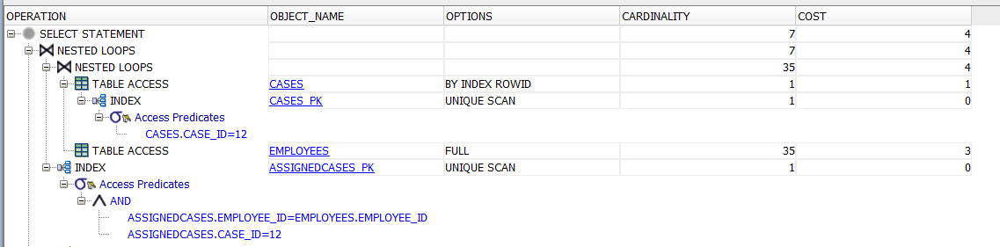 OPERATION OBJECT_NAME OPTIONS CARDINALITY COST
SELECT STATEMENT 7 4
NESTED LOOPS 7 4
NESTED LOOPS 35 4
TABLE ACCESS CASES BY INDEX ROWID 1 1
INDEX CASES_PK UNIQUE SCAN 1 0
Access Predicates
CASES.CASE_ID=12
TABLE ACCESS EMPLOYEES FULL 35 3
INDEX ASSIGNEDCASES_PK UNIQUE SCAN 1 0
Access Predicates
AND
ASSIGNEDCASES.EMPLOYEE_ID=EMPLOYEES.EMPLOYEE_ID
ASSIGNEDCASES.CASE_ID=12